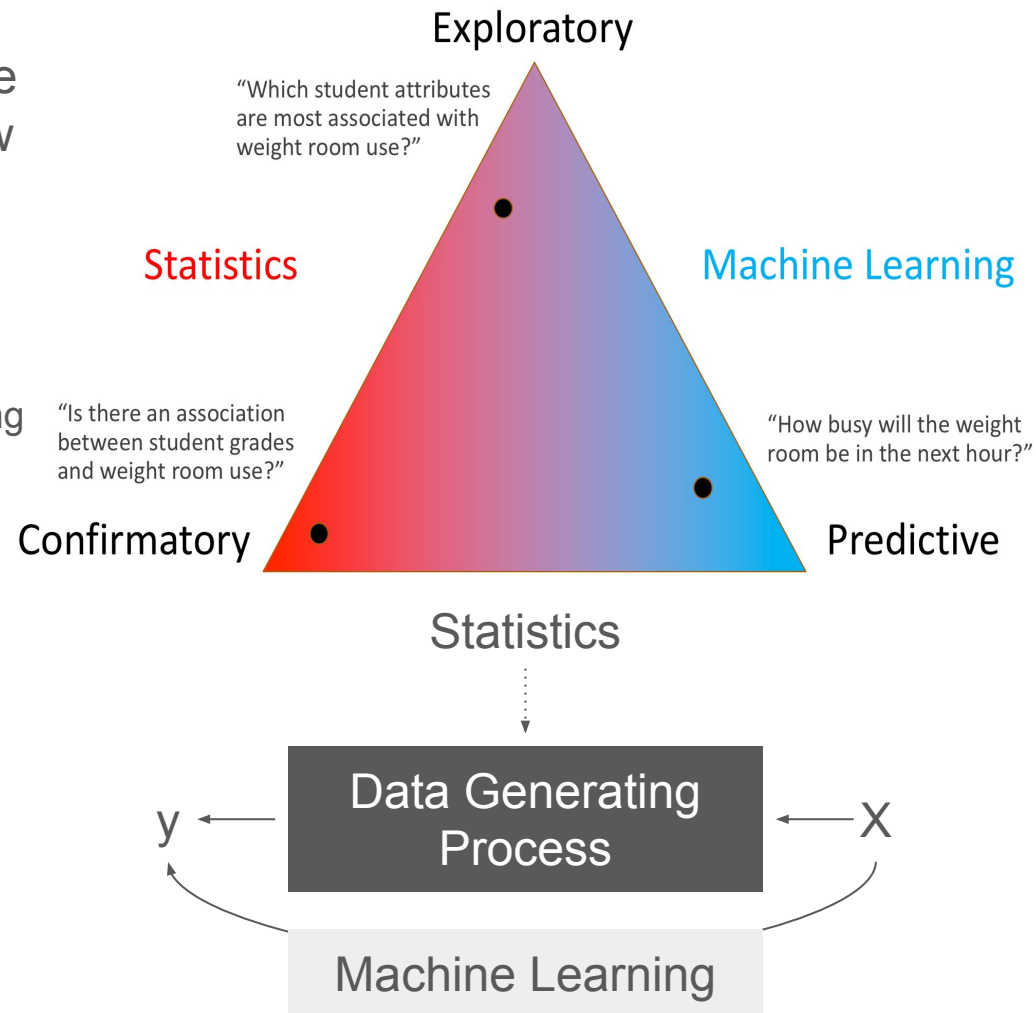 Exploratory
“Which student attributes
are most associated with
weight room use?”
Statistics
Machine Learning
“Is there an association
between student grades
and weight room use?”
“How busy will the weight
room be in the next hour?”
Confirmatory
Predictive
Statistics
Data Generating
Process
y
X
Machine Learning